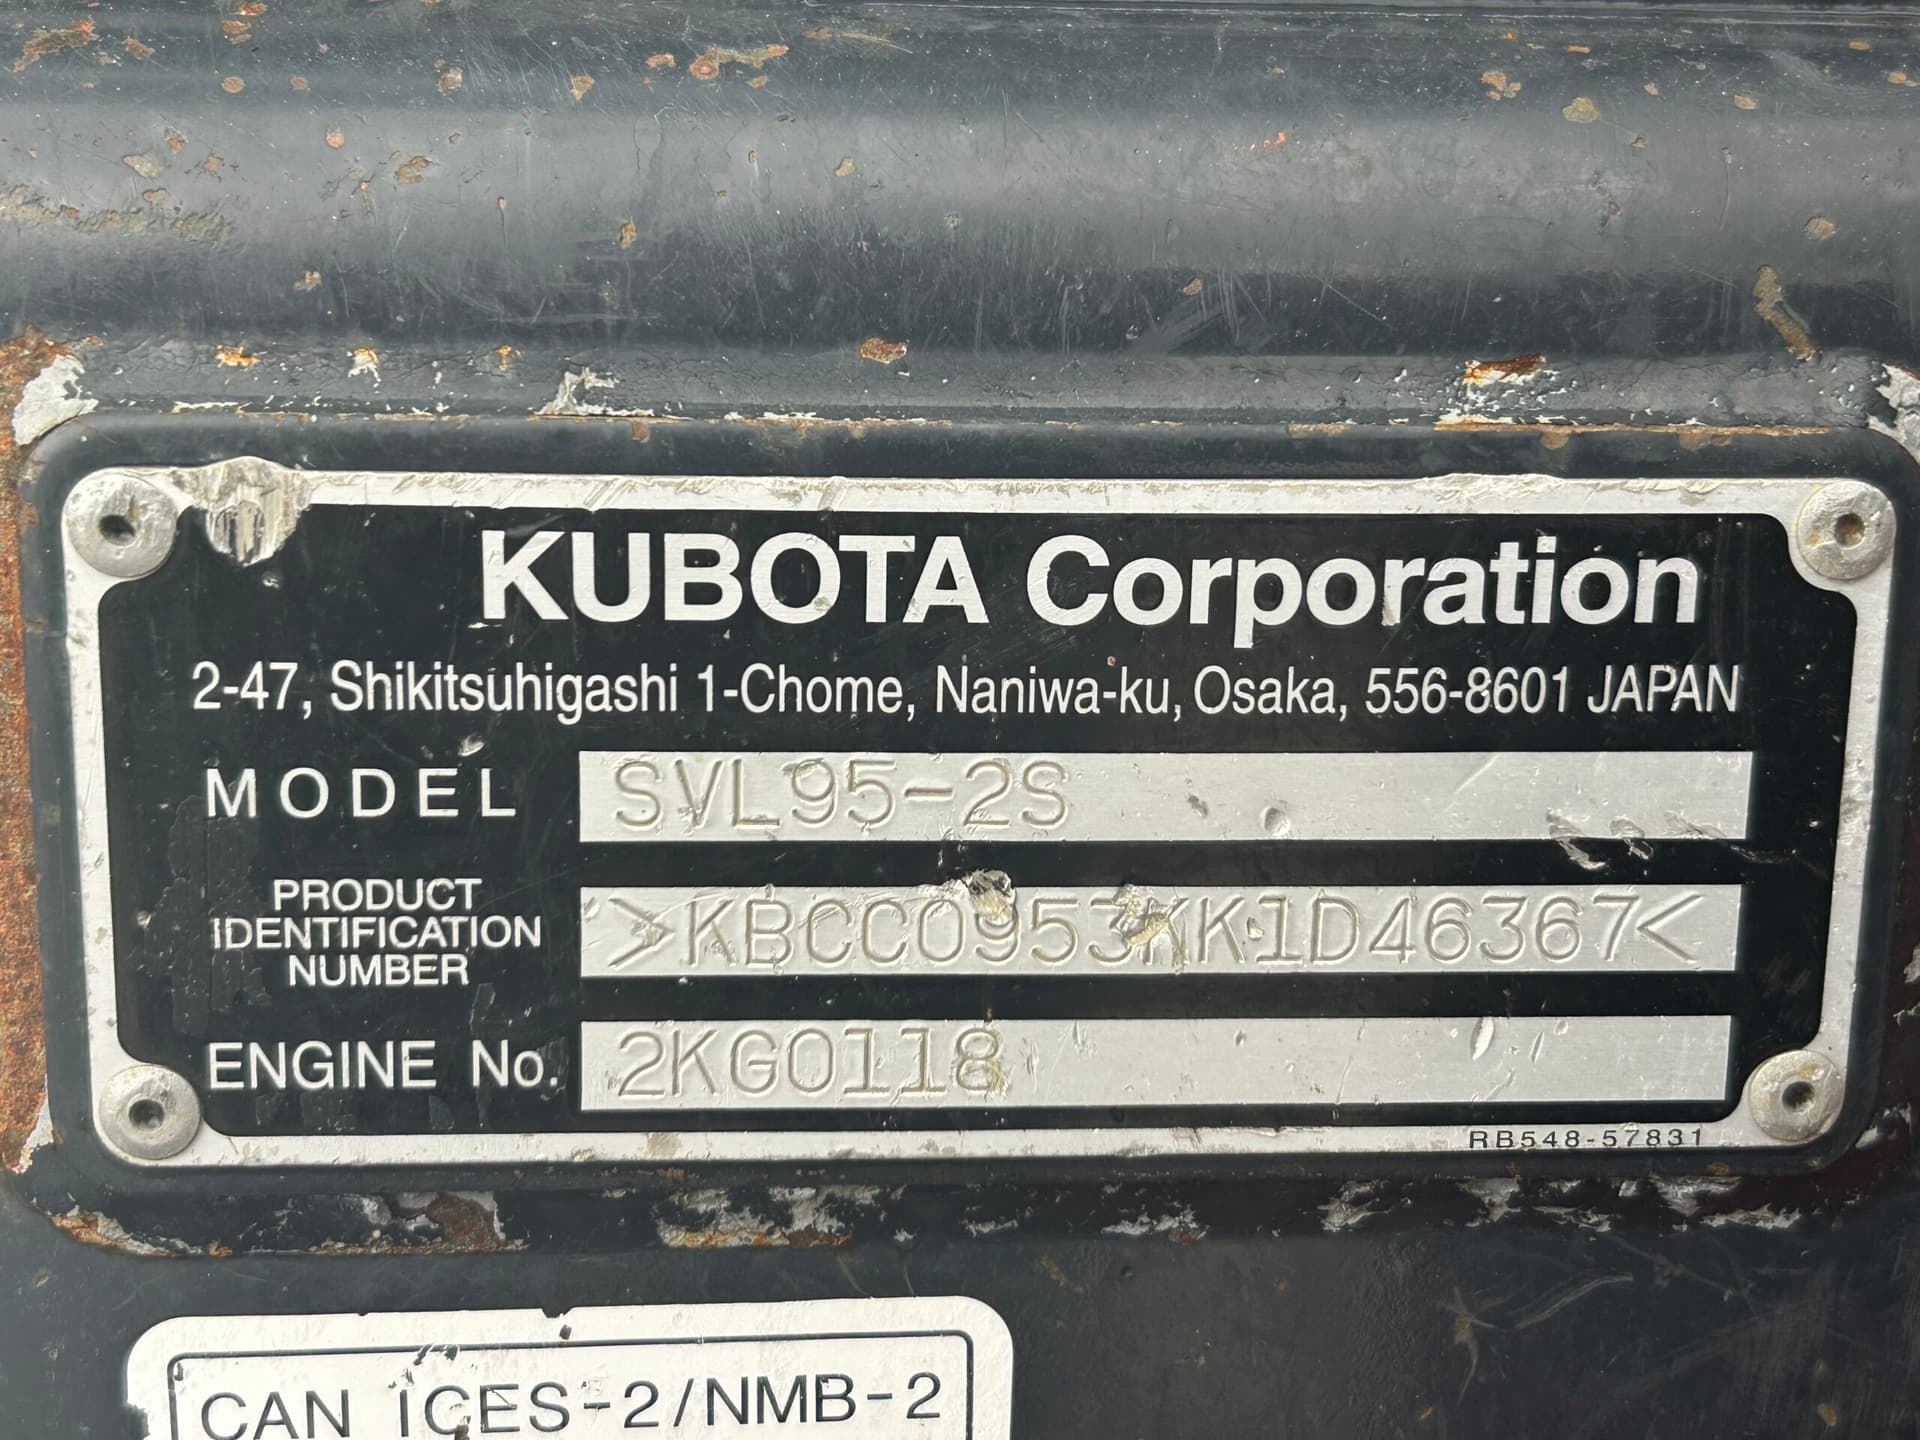 KUBOTA Corporation
2-47, Shikitsuhigashi 1-Chome, Naniwa-ku, Osaka, 556-8601 JAPAN
MODEL SVL95-2S
PRODUCT
IDENTIFICATION
NUMBER
>KBCC0953KK1D46367<
ENGINE No. 2KG0118
RB548-57831
CAN ICES-2/NMB-2